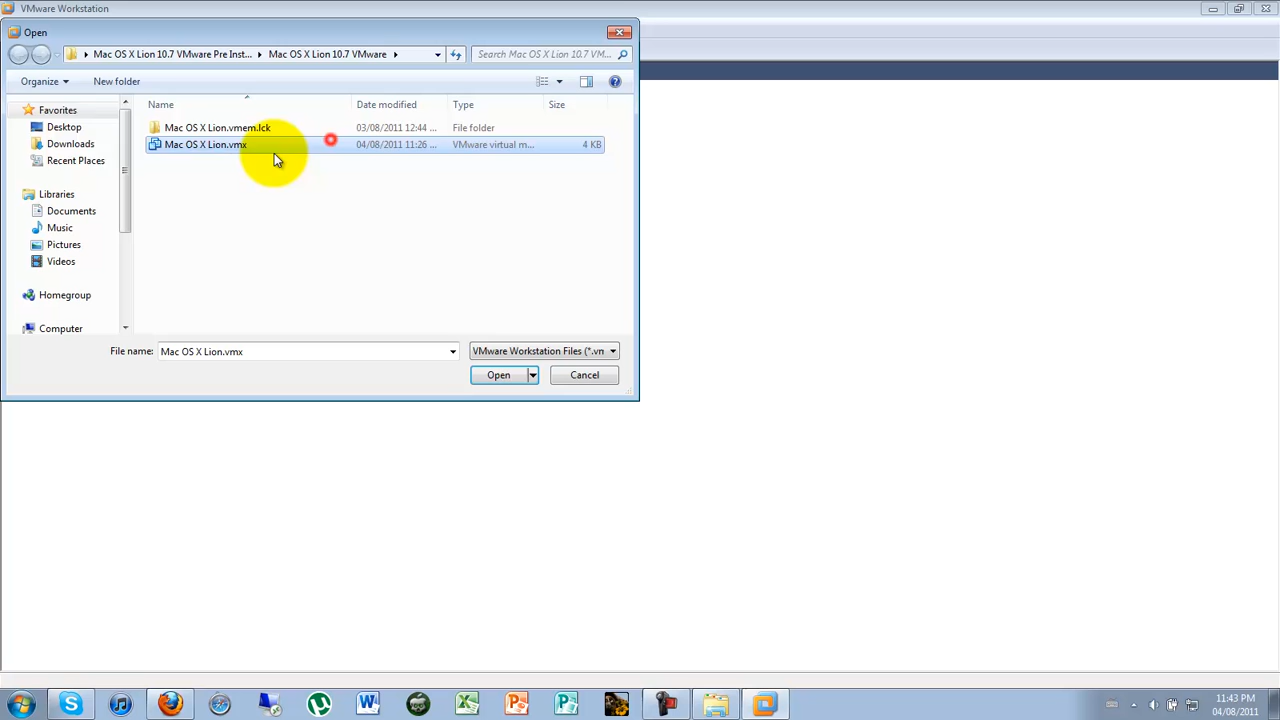 VMware Workstation
Open
Mac OS X Lion 10.7 VMware Pre Inst... Mac OS X Lion 10.7 VMware
Search Mac OS X Lion 10.7 VM...
Organize New folder
Favorites
Desktop
Downloads
Recent Places
Libraries
Documents
Music
Pictures
Videos
Homegroup
Computer
Name Date modified Type Size
Mac OS X Lion.vmem.lck 03/08/2011 12:44 ... File folder
Mac OS X Lion.vmx 04/08/2011 11:26 ... VMware virtual m... 4 KB
File name: Mac OS X Lion.vmx VMware Workstation Files (*.vn
Open Cancel
11:43 PM
04/08/2011